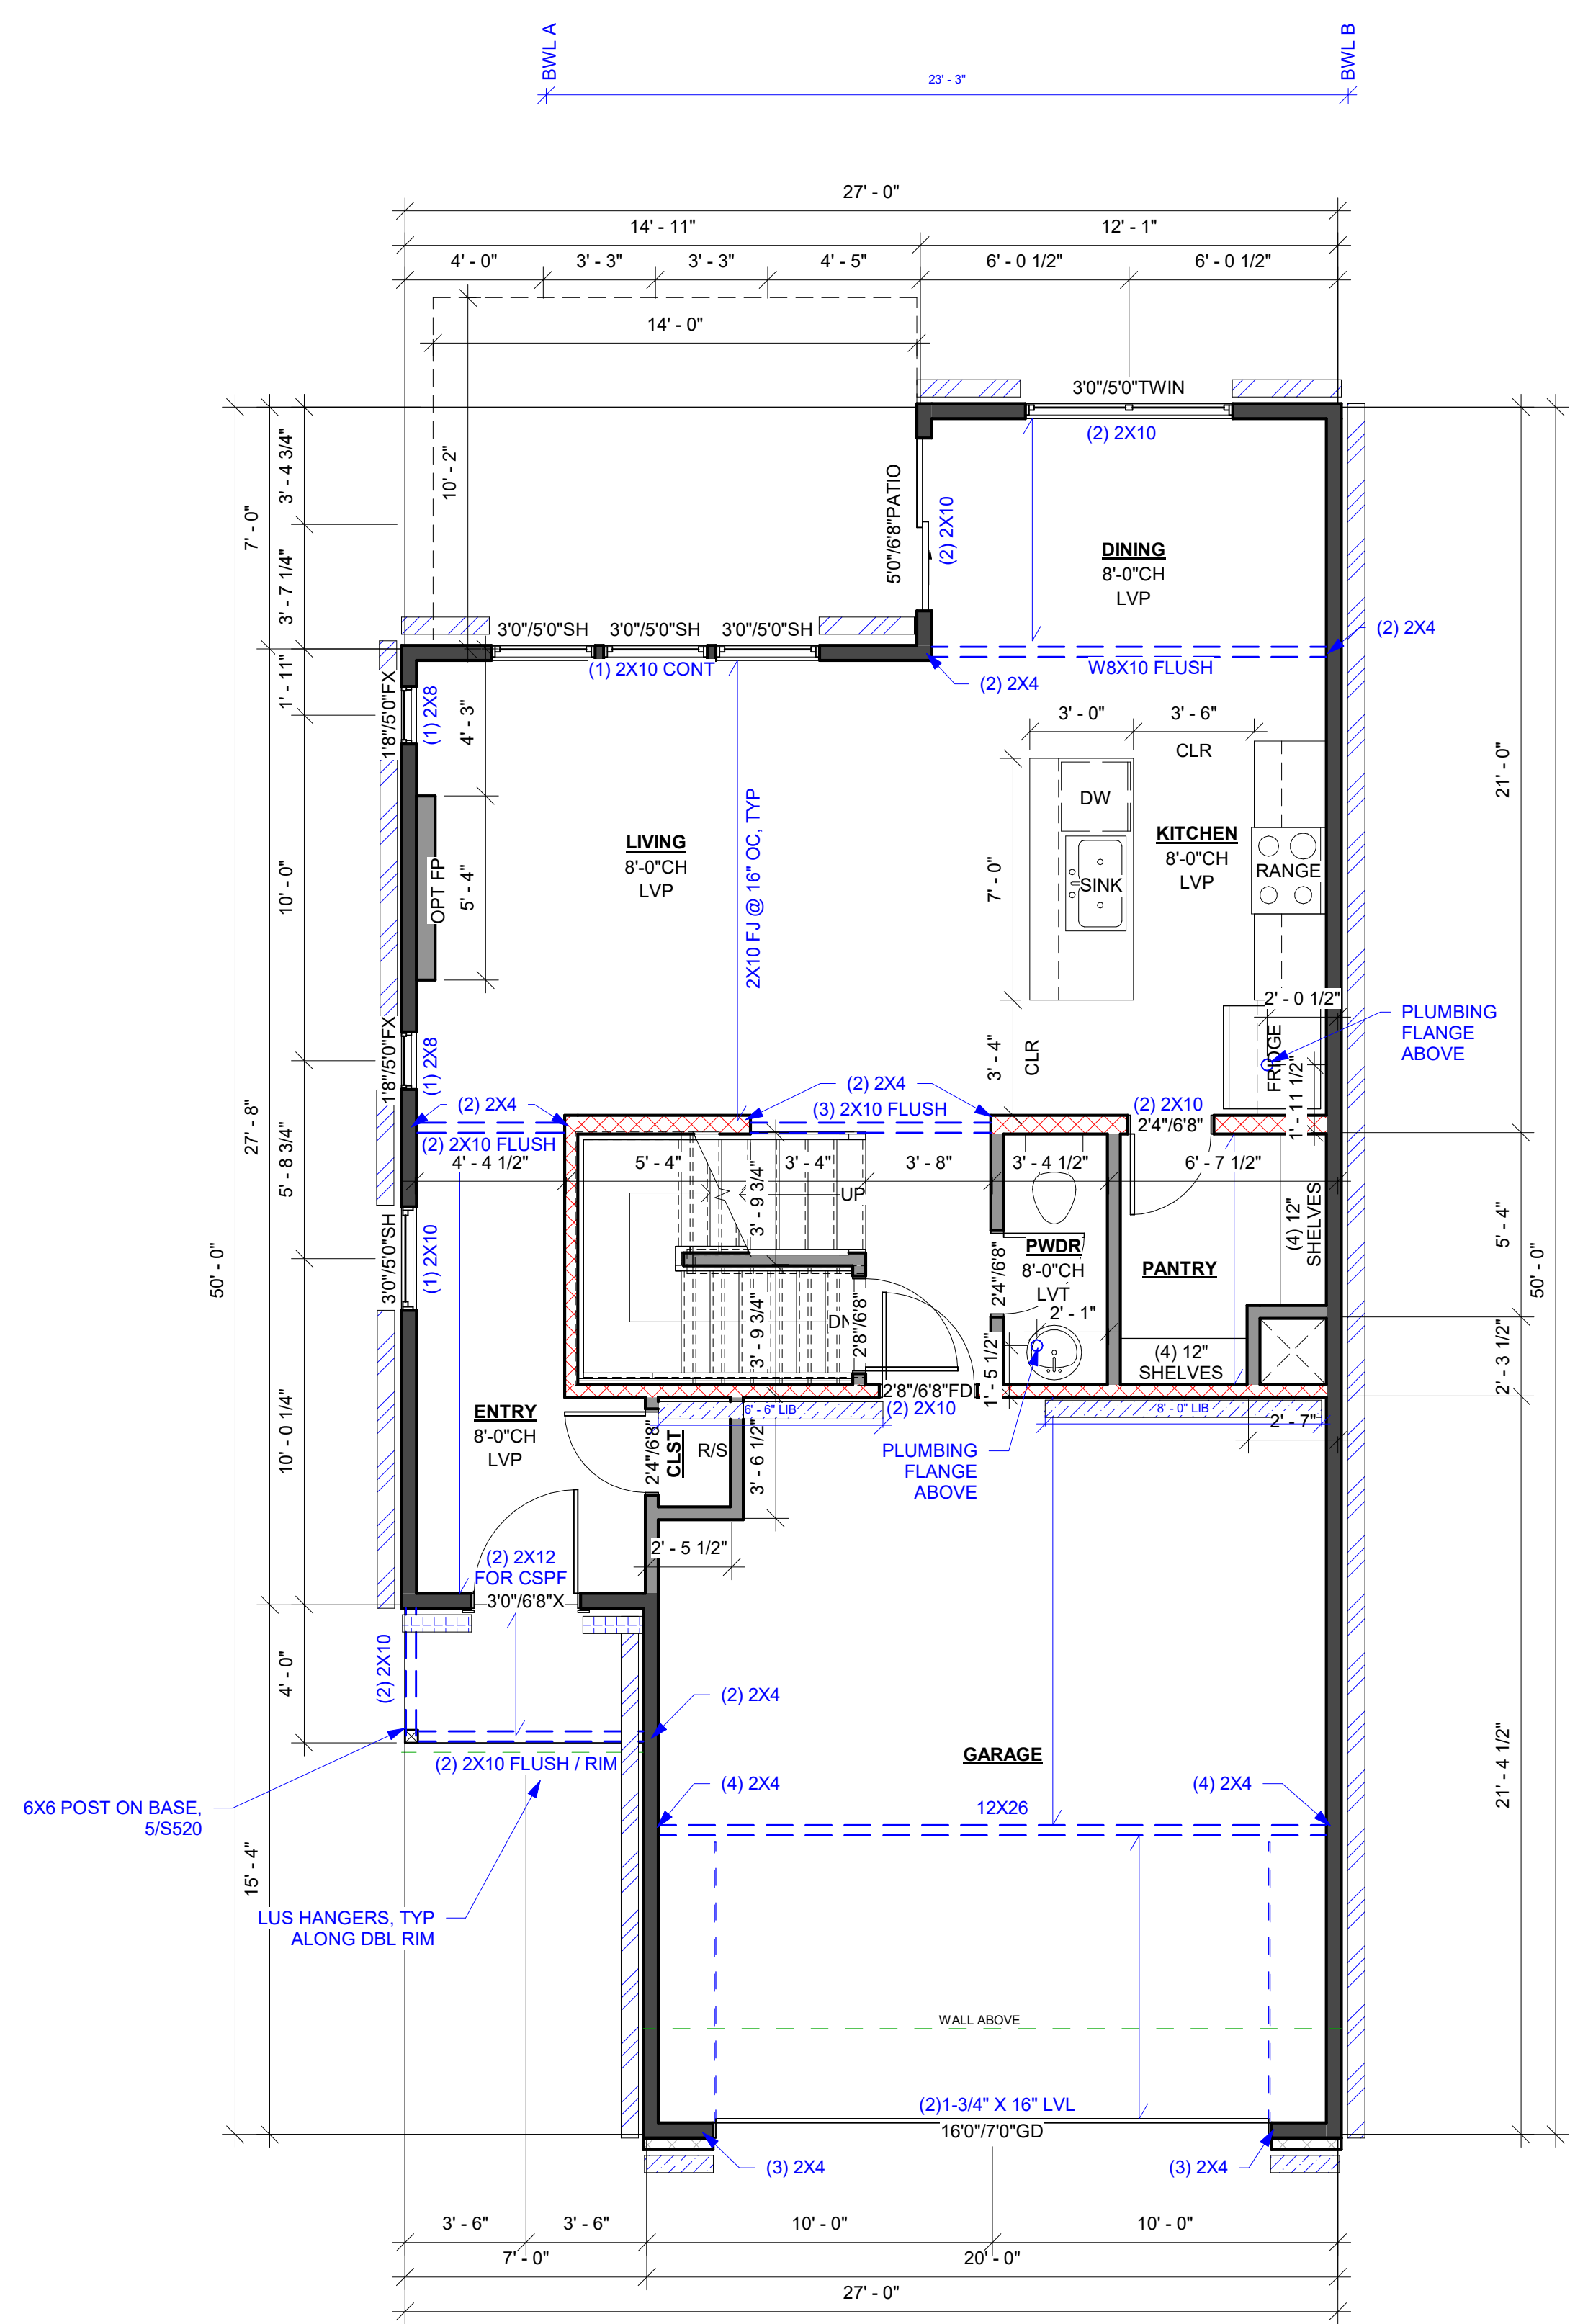 BWL A
BWL B
23' - 3"
27' - 0"
14' - 11"
12' - 1"
4' - 0"
3' - 3"
3' - 3"
4' - 5"
6' - 0 1/2"
6' - 0 1/2"
14' - 0"
10' - 2"
3'0"/5'0"TWIN
(2) 2X10
3' - 4 3/4"
7' - 0"
3' - 7 1/4"
5'0"/6'8"PATIO
(2) 2X10
DINING
8'-0"CH
LVP
3'0"/5'0"SH
3'0"/5'0"SH
3'0"/5'0"SH
(1) 2X10 CONT
(2) 2X4
W8X10 FLUSH
(2) 2X4
1' - 11"
1'8"/5'0"FX
(1) 2X8
4' - 3"
3' - 0"
3' - 6"
CLR
21' - 0"
DW
LIVING
8'-0"CH
LVP
2X10 FJ @ 16" OC, TYP
KITCHEN
8'-0"CH
LVP
RANGE
SINK
7' - 0"
10' - 0"
OPT FP
5' - 4"
2' - 0 1/2"
PLUMBING
FLANGE
ABOVE
FRIDGE
1' - 11 1/2"
3' - 4"
CLR
1'8"/5'0"FX
(1) 2X8
(2) 2X4
(2) 2X10 FLUSH
(2) 2X4
(3) 2X10 FLUSH
(2) 2X10
2'4"/6'8"
27' - 8"
5' - 8 3/4"
4' - 4 1/2"
5' - 4"
3' - 4"
3' - 8"
3' - 4 1/2"
6' - 7 1/2"
3' - 9 3/4"
UP
(4) 12"
SHELVES
5' - 4"
50' - 0"
50' - 0"
3'0"/5'0"SH
(1) 2X10
2'4"/6'8"
PWDR
8'-0"CH
LVT
PANTRY
2' - 1"
3' - 9 3/4"
DN
2'8"/6'8"
1' - 5 1/2"
(4) 12"
SHELVES
2' - 3 1/2"
2'8"/6'8"FD
(2) 2X10
6' - 6" LIB
8' - 0" LIB
2' - 7"
ENTRY
8'-0"CH
LVP
2'4"/6'8"
CLST
R/S
3' - 6 1/2"
PLUMBING
FLANGE
ABOVE
10' - 0 1/4"
2' - 5 1/2"
(2) 2X12
FOR CSPF
3'0"/6'8"X
4' - 0"
(2) 2X10
(2) 2X4
(2) 2X10 FLUSH / RIM
GARAGE
(4) 2X4
(4) 2X4
12X26
6X6 POST ON BASE,
5/S520
21' - 4 1/2"
15' - 4"
LUS HANGERS, TYP
ALONG DBL RIM
WALL ABOVE
(2)1-3/4" X 16" LVL
16'0"/7'0"GD
(3) 2X4
(3) 2X4
3' - 6"
3' - 6"
10' - 0"
10' - 0"
7' - 0"
20' - 0"
27' - 0"